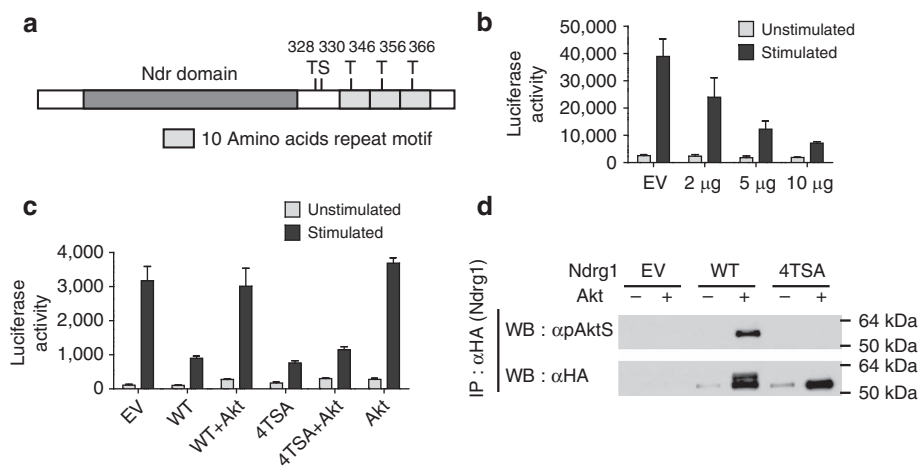 a
328 330 346 356 366
T S T T T
Ndr domain
10 Amino acids repeat motif
b
Unstimulated
Stimulated
Luciferase
activity
50,000
40,000
30,000
20,000
10,000
0
EV 2 μg 5 μg 10 μg
c
Unstimulated
Stimulated
Luciferase
activity
4,000
3,000
2,000
1,000
0
EV WT WT+Akt 4TSA 4TSA+Akt Akt
d
IP : αHA (Ndrg1)
Ndrg1 EV WT 4TSA
Akt – + – + – +
WB : αpAktS
64 kDa
50 kDa
WB : αHA
64 kDa
50 kDa